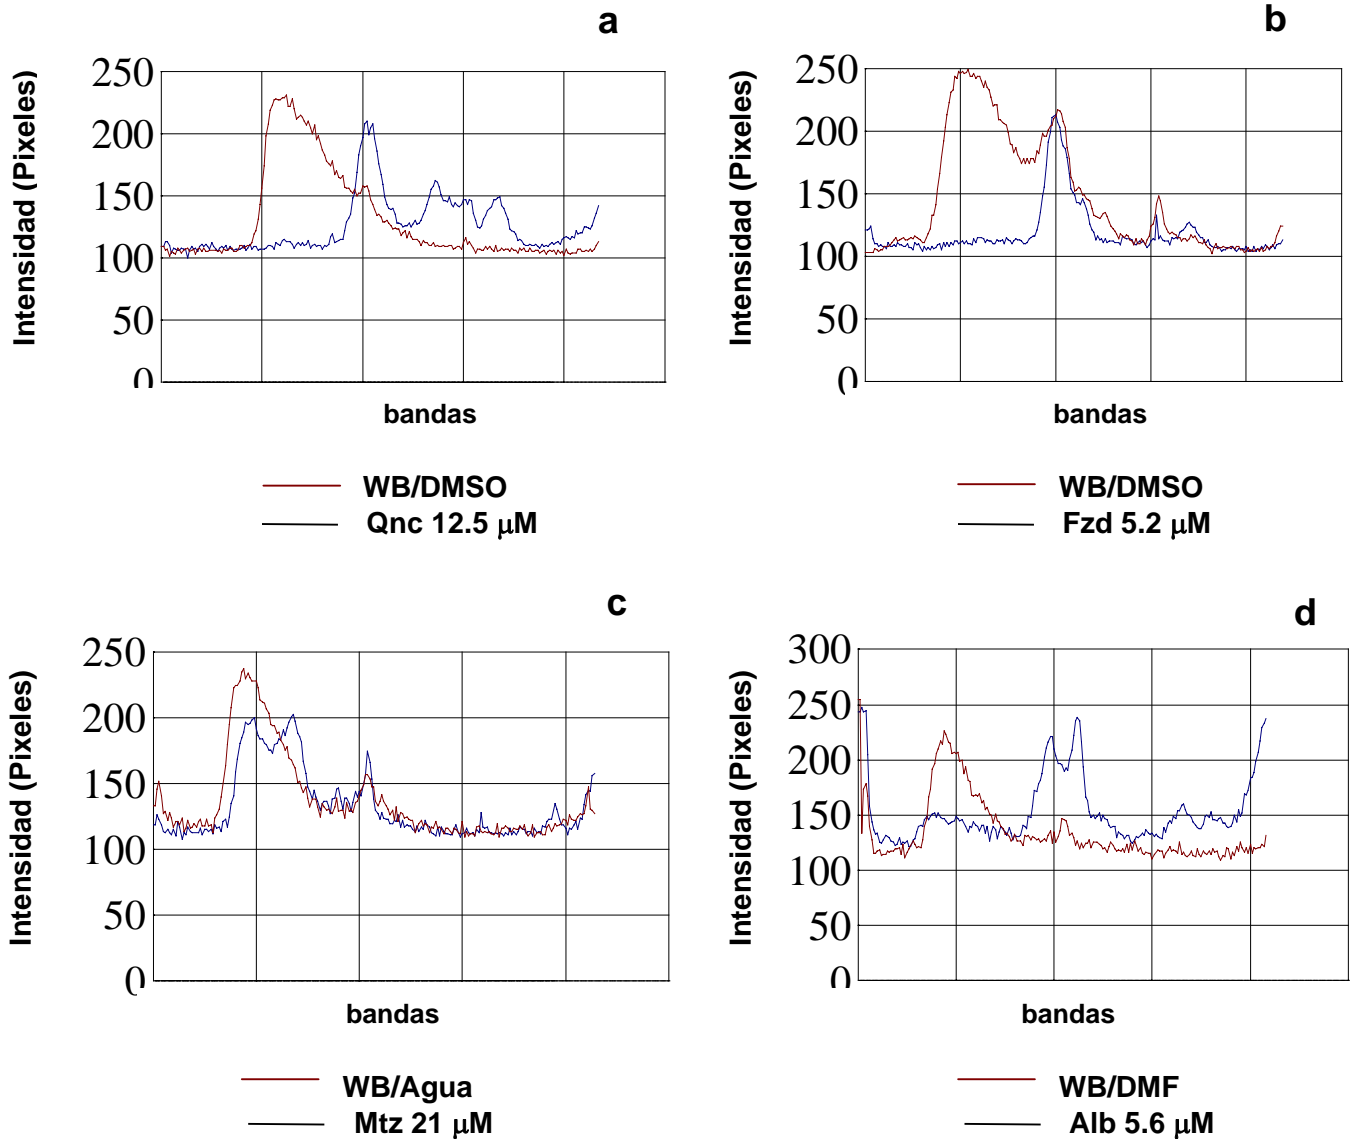 a
250
200
150
100
50
0
Intensidad (Pixeles)
bandas
WB/DMSO
Qnc 12.5 μM
b
250
200
150
100
50
0
Intensidad (Pixeles)
bandas
WB/DMSO
Fzd 5.2 μM
c
250
200
150
100
50
0
Intensidad (Pixeles)
bandas
WB/Agua
Mtz 21 μM
d
300
250
200
150
100
50
0
Intensidad (Pixeles)
bandas
WB/DMF
Alb 5.6 μM